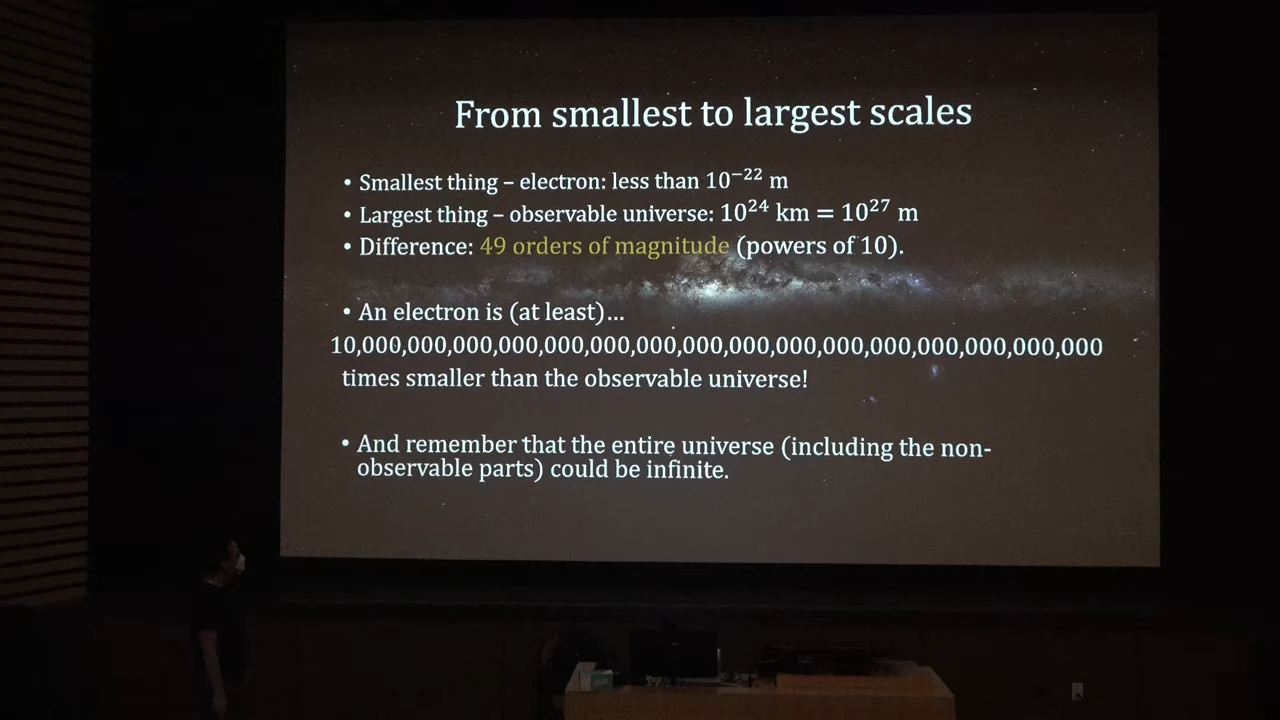 From smallest to largest scales
• Smallest thing – electron: less than 10⁻²² m
• Largest thing – observable universe: 10²⁴ km = 10²⁷ m
• Difference: 49 orders of magnitude (powers of 10).
• An electron is (at least)…
10,000,000,000,000,000,000,000,000,000,000,000,000,000,000,000,000
times smaller than the observable universe!
• And remember that the entire universe (including the non-
observable parts) could be infinite.